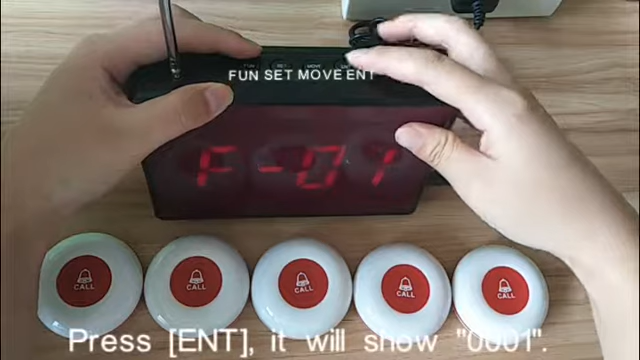 FUN SET MOVE ENT
F-01
CALL CALL CALL CALL CALL
Press [ENT], it will show "0001".